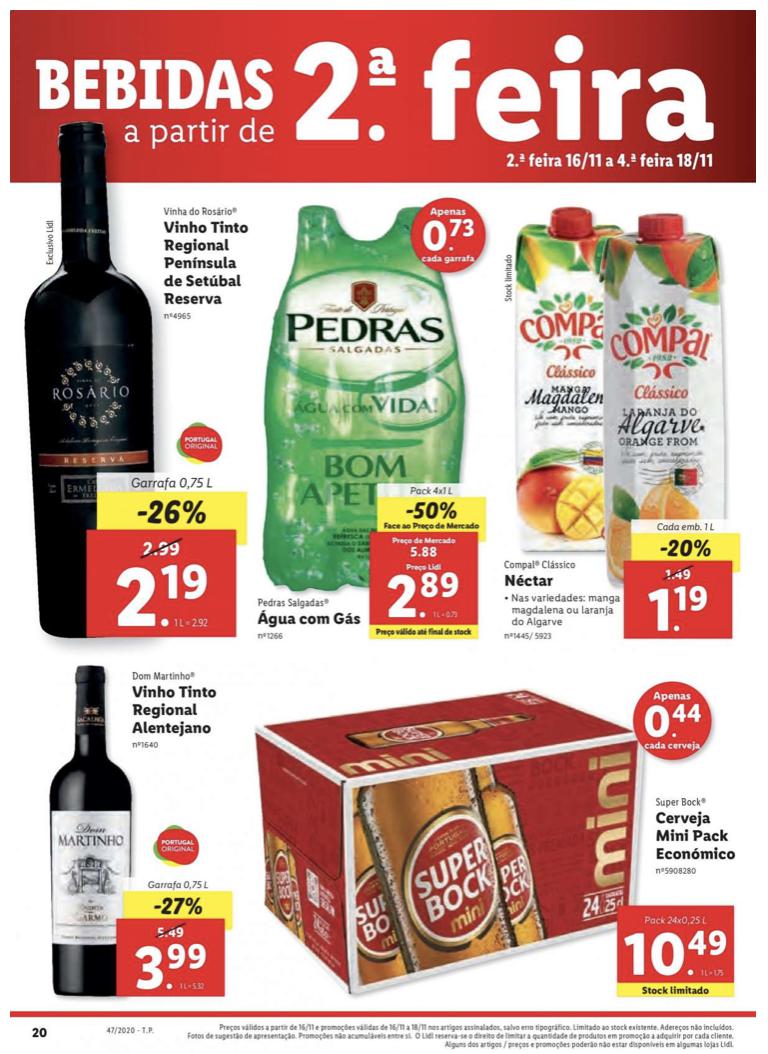 BEBIDAS
a partir de
2.ª feira
2.ª feira 16/11 a 4.ª feira 18/11
Exclusivo Lidl
Vinha do Rosário®
Vinho Tinto
Regional
Península
de Setúbal
Reserva
nº4965
ROSÁRIO
RESERVA
PORTUGAL
ORIGINAL
Garrafa 0,75 L
-26%
2.99
2.19
1 L = 2.92
Apenas
0.73
cada garrafa
PEDRAS
SALGADAS
ÁGUA COM VIDA!
BOM
APET
Pack 4x1 L
-50%
Face ao Preço de Mercado
Preço de Mercado
5.88
Preço Lidl
2.89
1 L = 0.73
Preço válido até final de stock
Pedras Salgadas®
Água com Gás
nº1266
Stock limitado
COMPA
1952
Clássico
MANGA
Magdalen
MANGO
COMPAL
1952
Clássico
LARANJA DO
Algarve
ORANGE FROM
Cada emb. 1 L
-20%
1.49
1.19
Compal® Clássico
Néctar
• Nas variedades: manga
magdalena ou laranja
do Algarve
nº1445/ 5923
Dom Martinho®
Vinho Tinto
Regional
Alentejano
nº1640
Dom
MARTINHO
PORTUGAL
ORIGINAL
Garrafa 0,75 L
-27%
5.49
3.99
1 L = 5.32
mini
SUPER
BOCK
mini
mini
24
25cl
Apenas
0.44
cada cerveja
Super Bock®
Cerveja
Mini Pack
Económico
nº5908280
Pack 24x0,25 L
10.49
1 L = 1.75
Stock limitado
20
47/2020 - T.P.
Preços válidos a partir de 16/11 e promoções válidas de 16/11 a 18/11 nos artigos assinalados, salvo erro tipográfico. Limitado ao stock existente. Adereços não incluídos.
Fotos de sugestão de apresentação. Promoções não acumuláveis entre si. O Lidl reserva-se o direito de limitar a quantidade de produtos em promoção a adquirir por cada cliente.
Alguns dos artigos / preços e promoções poderão não estar disponíveis em algumas lojas Lidl.